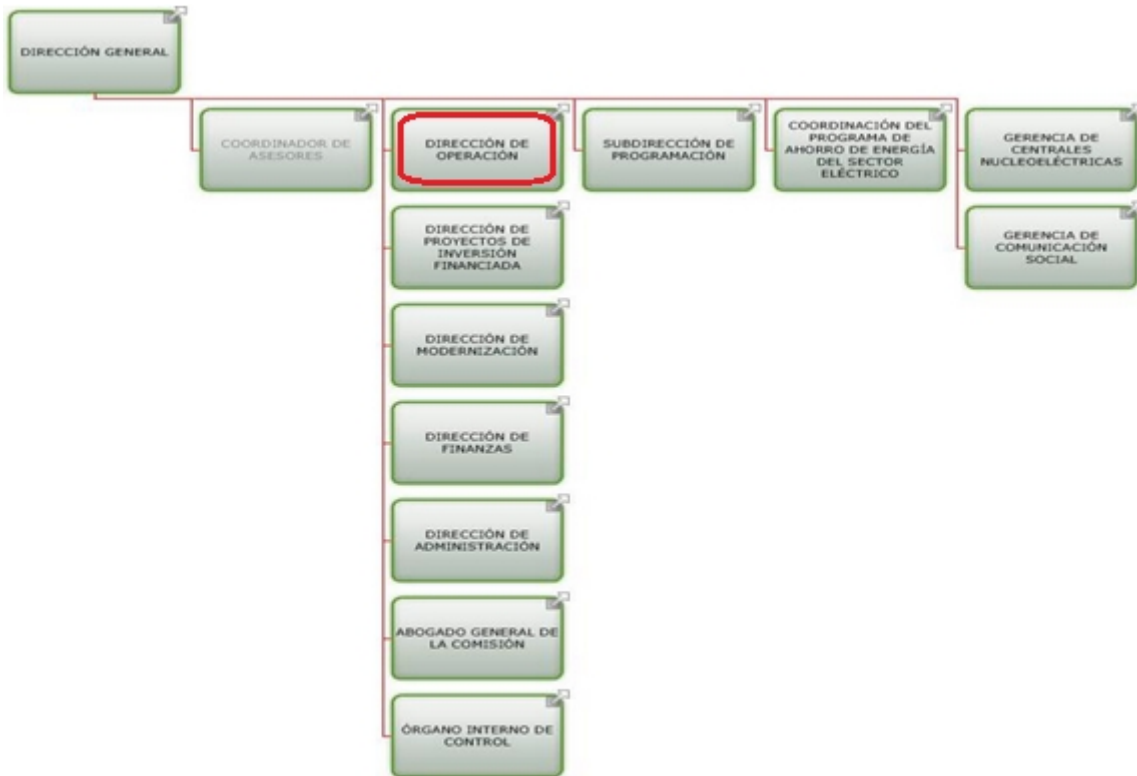 DIRECCIÓN GENERAL
COORDINADOR DE
ASESORES
DIRECCIÓN DE
OPERACIÓN
SUBDIRECCIÓN DE
PROGRAMACIÓN
COORDINACIÓN DEL
PROGRAMA DE
AHORRO DE ENERGÍA
DEL SECTOR
ELÉCTRICO
GERENCIA DE
CENTRALES
NUCLEOELÉCTRICAS
DIRECCIÓN DE
PROYECTOS DE
INVERSIÓN
FINANCIADA
GERENCIA DE
COMUNICACIÓN
SOCIAL
DIRECCIÓN DE
MODERNIZACIÓN
DIRECCIÓN DE
FINANZAS
DIRECCIÓN DE
ADMINISTRACIÓN
ABOGADO GENERAL DE
LA COMISIÓN
ÓRGANO INTERNO DE
CONTROL